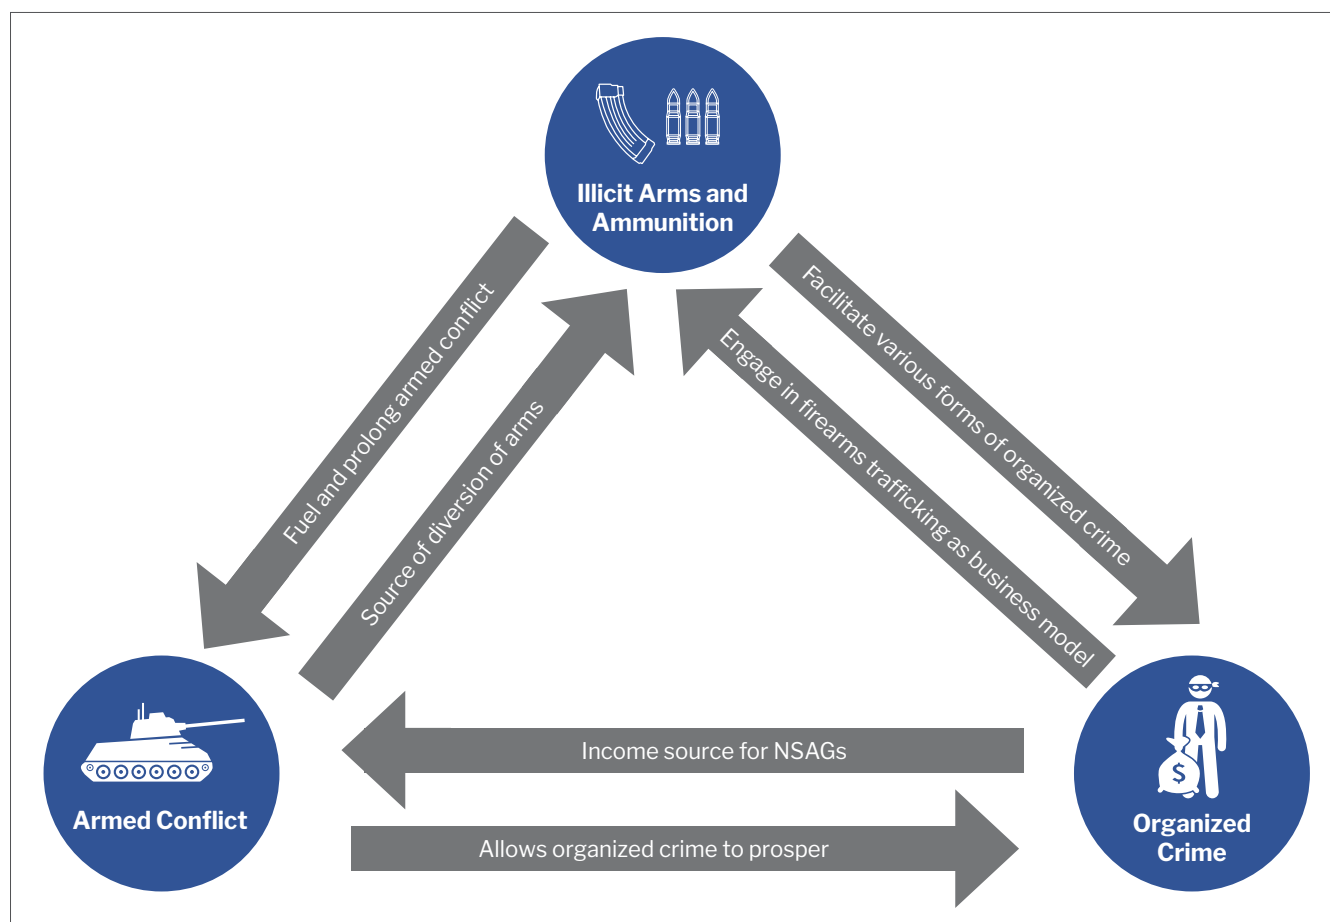 Illicit Arms and
Ammunition
Fuel and prolong armed conflict
Source of diversion of arms
Facilitate various forms of organized crime
Engage in firearms trafficking as business model
Income source for NSAGs
Allows organized crime to prosper
Armed Conflict
$
Organized
Crime